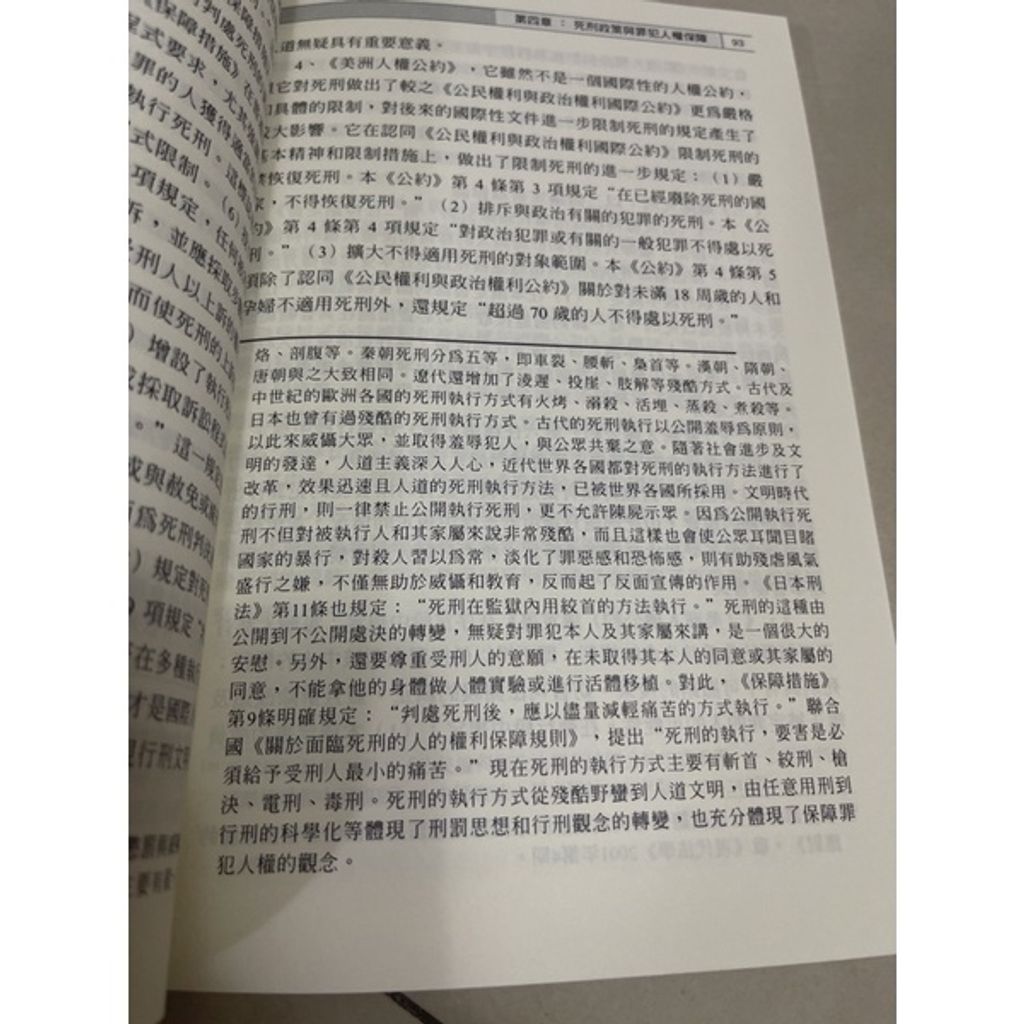 第四章：死刑政策與罪犯人權保障 93
道無疑具有重要意義。
4、《美洲人權公約》，它雖然不是一個國際性的人權公約，
它對死刑做出了較之《公民權利與政治權利國際公約》更爲嚴格
具體的限制，對後來的國際性文件進一步限制死刑的規定產生了
大影響。它在認同《公民權利與政治權利國際公約》限制死刑的
本精神和限制措施上，做出了限制死刑的進一步規定：（1）嚴
恢復死刑。本《公約》第 4 條第 3 項規定“在已經廢除死刑的國
，不得恢復死刑。”（2）排斥與政治有關的犯罪的死刑。本《公
》第 4 條第 4 項規定“對政治犯罪或有關的一般犯罪不得處以死
刑。”（3）擴大不得適用死刑的對象範圍。本《公約》第 4 條第 5
項除了認同《公民權利與政治權利公約》關於對未滿 18 周歲的人和
孕婦不適用死刑外，還規定“超過 70 歲的人不得處以死刑。”
烙、剖腹等。秦朝死刑分爲五等，即車裂、腰斬、梟首等。漢朝、隋朝、
唐朝與之大致相同。遼代還增加了淩遲、投崖、肢解等殘酷方式。古代及
中世紀的歐洲各國的死刑執行方式有火烤、溺殺、活埋、蒸殺、煮殺等。
日本也曾有過殘酷的死刑執行方式。古代的死刑執行以公開羞辱爲原則，
以此來威懾大眾，並取得羞辱犯人，與公眾共棄之意。隨著社會進步及文
明的發達，人道主義深入人心，近代世界各國都對死刑的執行方法進行了
改革，效果迅速且人道的死刑執行方法，已被世界各國所採用。文明時代
的行刑，則一律禁止公開執行死刑，更不允許陳屍示眾。因爲公開執行死
刑不但對被執行人和其家屬來說非常殘酷，而且這樣也會使公眾耳聞目睹
國家的暴行，對殺人習以爲常，淡化了罪惡感和恐怖感，則有助殘虐風氣
盛行之嫌，不僅無助於威懾和教育，反而起了反面宣傳的作用。《日本刑
法》第11條也規定：“死刑在監獄內用絞首的方法執行。”死刑的這種由
公開到不公開處決的轉變，無疑對罪犯本人及其家屬來講，是一個很大的
安慰。另外，還要尊重受刑人的意願，在未取得其本人的同意或其家屬的
同意，不能拿他的身體做人體實驗或進行活體移植。對此，《保障措施》
第9條明確規定：“判處死刑後，應以儘量減輕痛苦的方式執行。”聯合
國《關於面臨死刑的人的權利保障規則》，提出“死刑的執行，要害是必
須給予受刑人最小的痛苦。”現在死刑的執行方式主要有斬首、絞刑、槍
決、電刑、毒刑。死刑的執行方式從殘酷野蠻到人道文明，由任意用刑到
行刑的科學化等體現了刑罰思想和行刑觀念的轉變，也充分體現了保障罪
犯人權的觀念。